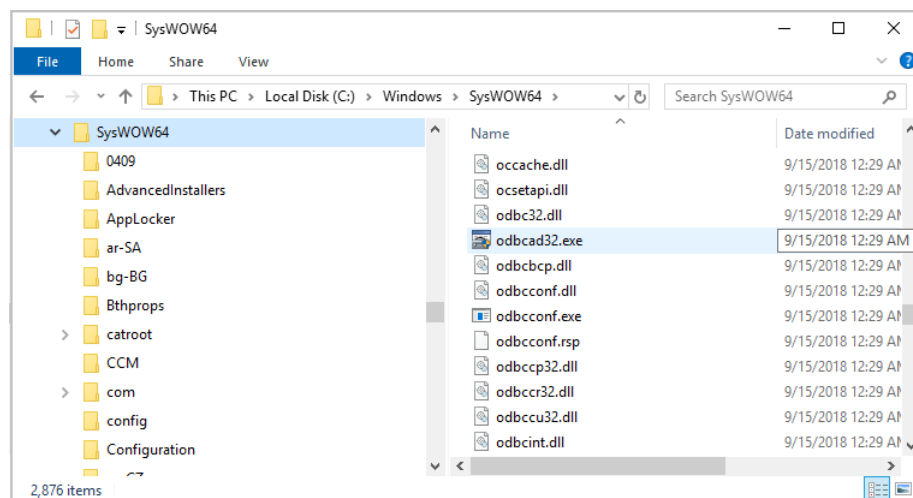 SysWOW64
File Home Share View
This PC > Local Disk (C:) > Windows > SysWOW64 >
Search SysWOW64
SysWOW64
0409
AdvancedInstallers
AppLocker
ar-SA
bg-BG
Bthprops
catroot
CCM
com
config
Configuration
Name Date modified
occache.dll 9/15/2018 12:29 AM
ocsetapi.dll 9/15/2018 12:29 AM
odbc32.dll 9/15/2018 12:29 AM
odbcad32.exe 9/15/2018 12:29 AM
odbcbcp.dll 9/15/2018 12:29 AM
odbcconf.dll 9/15/2018 12:29 AM
odbcconf.exe 9/15/2018 12:29 AM
odbcconf.rsp 9/15/2018 12:29 AM
odbccp32.dll 9/15/2018 12:29 AM
odbccr32.dll 9/15/2018 12:29 AM
odbccu32.dll 9/15/2018 12:29 AM
odbcint.dll 9/15/2018 12:29 AM
2,876 items